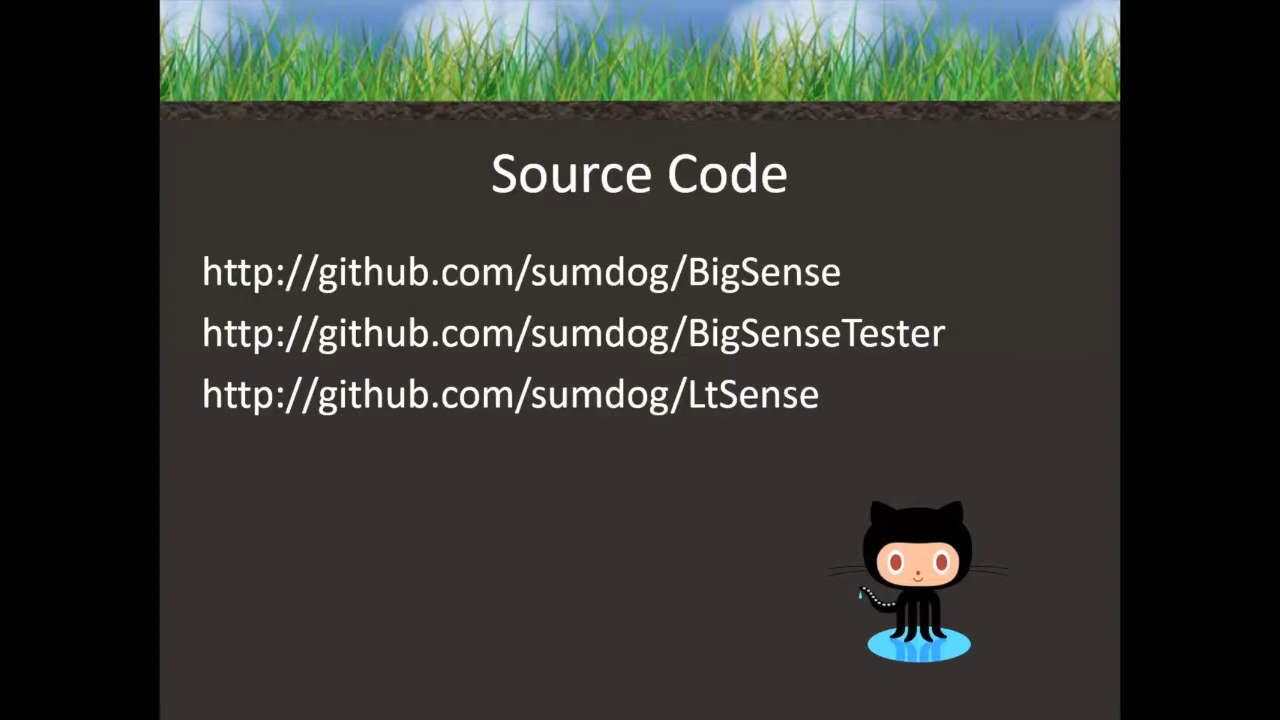 Source Code
http://github.com/sumdog/BigSense
http://github.com/sumdog/BigSenseTester
http://github.com/sumdog/LtSense